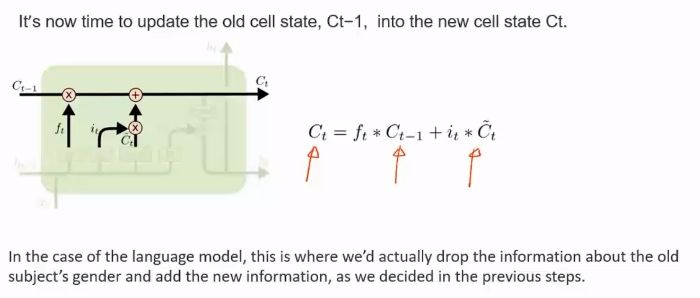 It's now time to update the old cell state, Ct−1, into the new cell state Ct.
h_t
C_{t−1}
C_t
f_t
i_t
C̃_t
C_t = f_t * C_{t−1} + i_t * C̃_t
In the case of the language model, this is where we'd actually drop the information about the old
subject's gender and add the new information, as we decided in the previous steps.